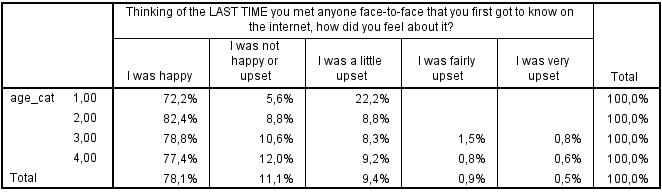 Thinking of the LAST TIME you met anyone face-to-face that you first got to know on
the internet, how did you feel about it?
I was happy I was not happy or upset I was a little upset I was fairly upset I was very upset Total
age_cat 1,00 72,2% 5,6% 22,2% 100,0%
2,00 82,4% 8,8% 8,8% 100,0%
3,00 78,8% 10,6% 8,3% 1,5% 0,8% 100,0%
4,00 77,4% 12,0% 9,2% 0,8% 0,6% 100,0%
Total 78,1% 11,1% 9,4% 0,9% 0,5% 100,0%